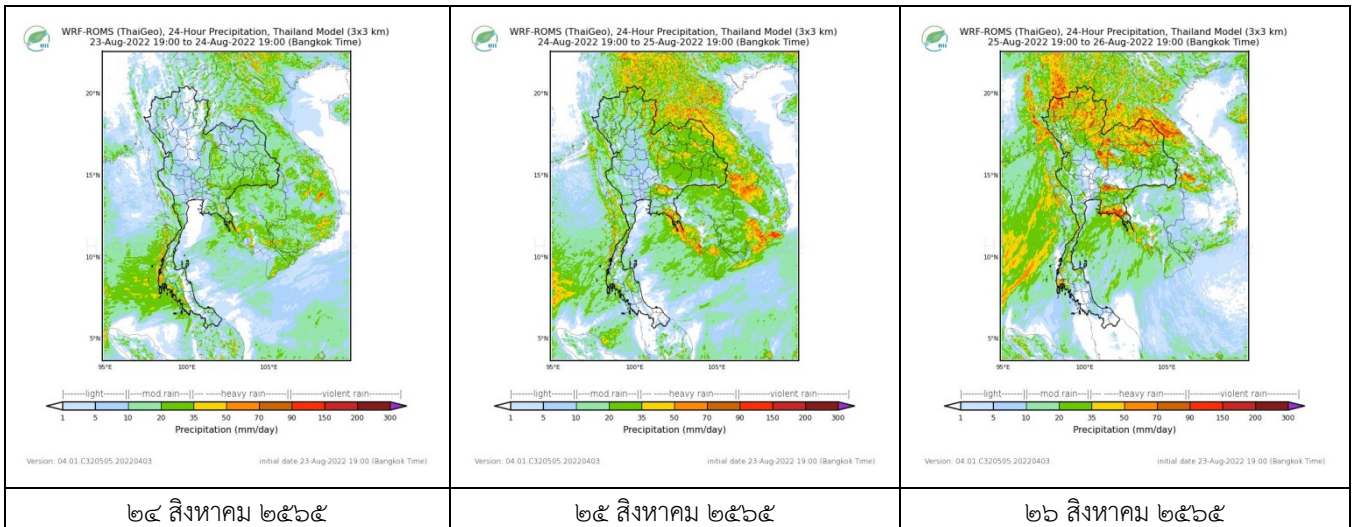 WRF-ROMS (ThaiGeo), 24-Hour Precipitation, Thailand Model (3x3 km)
23-Aug-2022 19:00 to 24-Aug-2022 19:00 (Bangkok Time)
HII
20°N
15°N
10°N
5°N
95°E 100°E 105°E
|------light------||---mod.rain---||--- heavy rain ---||------violent rain------|
1 5 10 20 35 50 70 90 150 200 300
Precipitation (mm/day)
Version: 04.01.C320505.20220403 initial date 23-Aug-2022 19:00 (Bangkok Time)
๒๔ สิงหาคม ๒๕๖๕
WRF-ROMS (ThaiGeo), 24-Hour Precipitation, Thailand Model (3x3 km)
24-Aug-2022 19:00 to 25-Aug-2022 19:00 (Bangkok Time)
HII
20°N
15°N
10°N
5°N
95°E 100°E 105°E
|------light------||---mod.rain---||--- heavy rain ---||------violent rain------|
1 5 10 20 35 50 70 90 150 200 300
Precipitation (mm/day)
Version: 04.01.C320505.20220403 initial date 23-Aug-2022 19:00 (Bangkok Time)
๒๕ สิงหาคม ๒๕๖๕
WRF-ROMS (ThaiGeo), 24-Hour Precipitation, Thailand Model (3x3 km)
25-Aug-2022 19:00 to 26-Aug-2022 19:00 (Bangkok Time)
HII
20°N
15°N
10°N
5°N
95°E 100°E 105°E
|------light------||---mod.rain---||--- heavy rain ---||------violent rain------|
1 5 10 20 35 50 70 90 150 200 300
Precipitation (mm/day)
Version: 04.01.C320505.20220403 initial date 23-Aug-2022 19:00 (Bangkok Time)
๒๖ สิงหาคม ๒๕๖๕